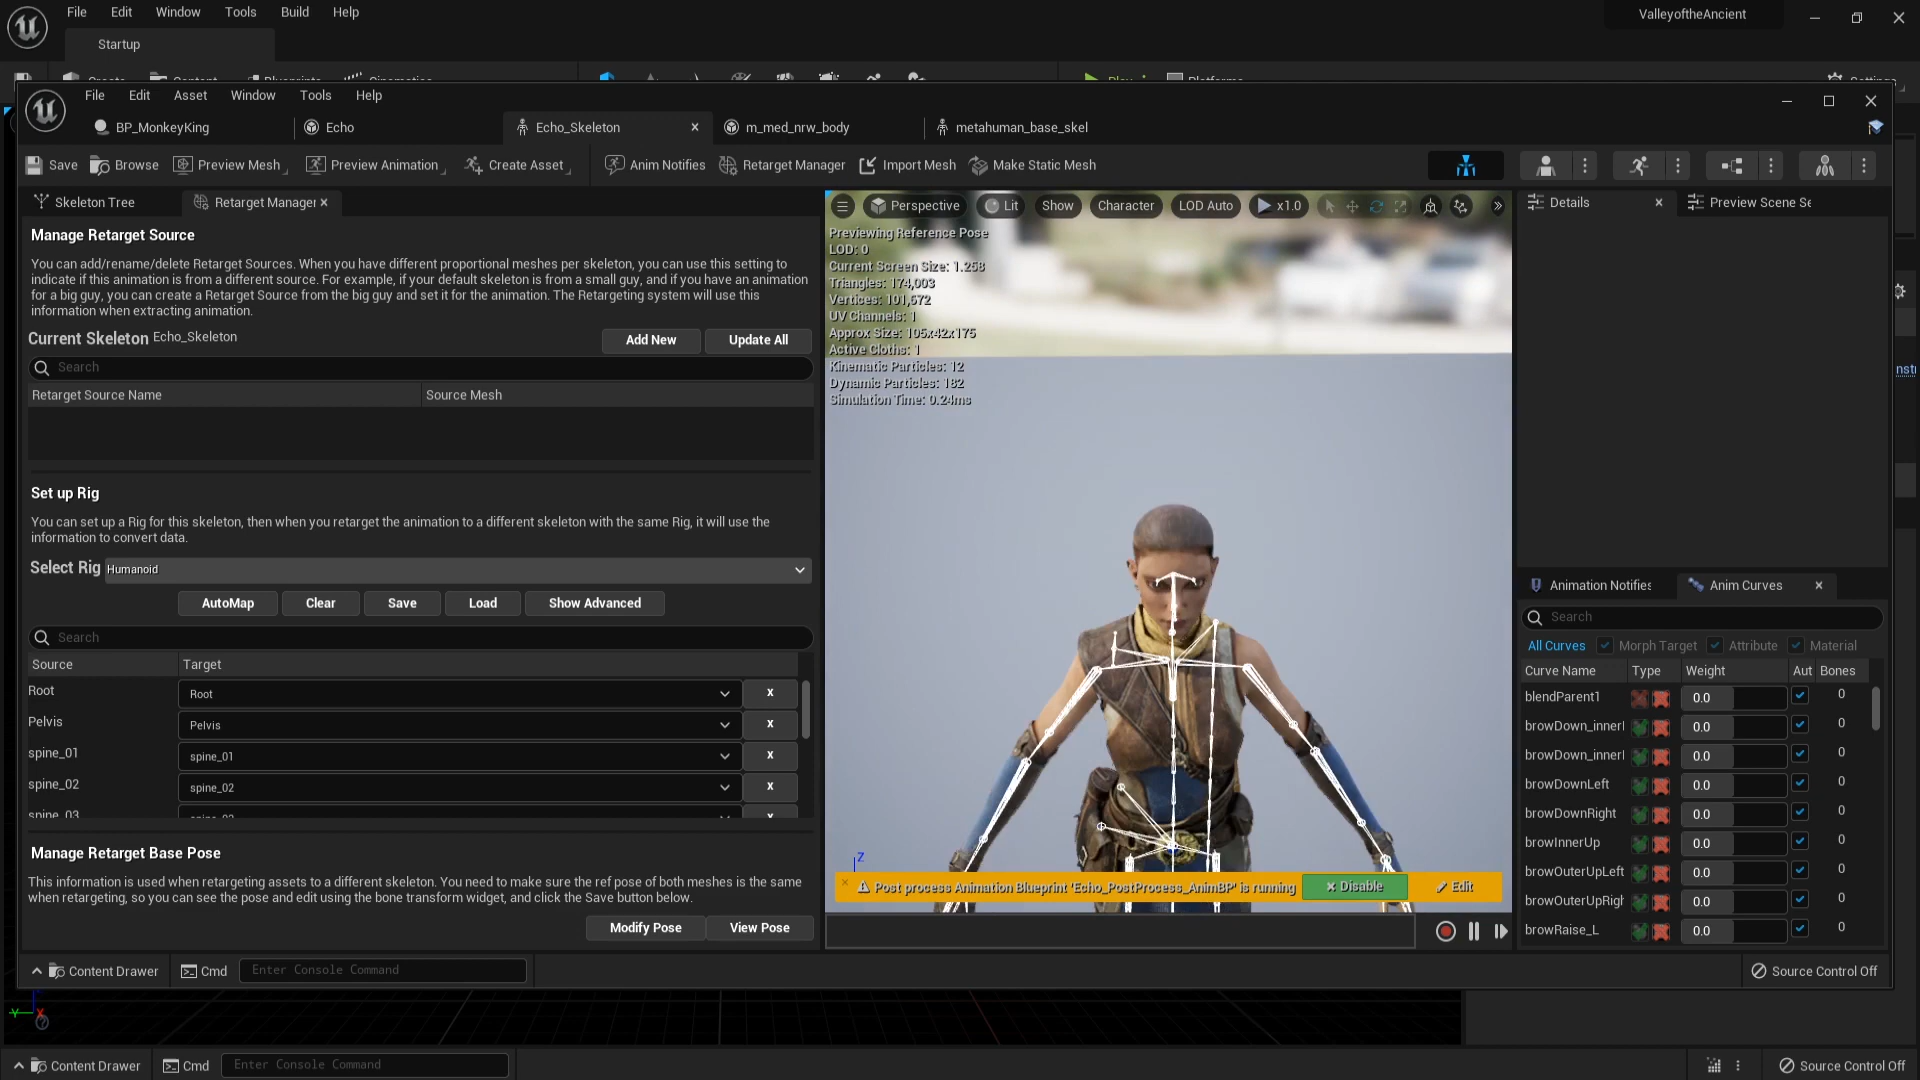 File Edit Window Tools Build Help
ValleyoftheAncient
Startup
File Edit Asset Window Tools Help
BP_MonkeyKing
Echo
Echo_Skeleton
m_med_nrw_body
metahuman_base_skel
Save Browse Preview Mesh Preview Animation Create Asset Anim Notifies Retarget Manager Import Mesh Make Static Mesh
Skeleton Tree
Retarget Manager
Manage Retarget Source
You can add/rename/delete Retarget Sources. When you have different proportional meshes per skeleton, you can use this setting to
indicate if this animation is from a different source. For example, if your default skeleton is from a small guy, and if you have an animation
for a big guy, you can create a Retarget Source from the big guy and set it for the animation. The Retargeting system will use this
information when extracting animation.
Current Skeleton Echo_Skeleton
Add New Update All
Search
Retarget Source Name Source Mesh
Set up Rig
You can set up a Rig for this skeleton, then when you retarget the animation to a different skeleton with the same Rig, it will use the
information to convert data.
Select Rig Humanoid
AutoMap Clear Save Load Show Advanced
Search
Source Target
Root Root x
Pelvis Pelvis x
spine_01 spine_01 x
spine_02 spine_02 x
spine_03
Manage Retarget Base Pose
This information is used when retargeting assets to a different skeleton. You need to make sure the ref pose of both meshes is the same
when retargeting, so you can see the pose and edit using the bone transform widget, and click the Save button below.
Modify Pose View Pose
Perspective Lit Show Character LOD Auto x1.0
Previewing Reference Pose
LOD: 0
Current Screen Size: 1.258
Triangles: 174,003
Vertices: 101,672
UV Channels: 1
Approx Size: 105x42x175
Active Cloths: 1
Kinematic Particles: 12
Dynamic Particles: 182
Simulation Time: 0.24ms
Z
Post process Animation Blueprint 'Echo_PostProcess_AnimBP' is running
Disable
Edit
Details
Preview Scene Se
Animation Notifies
Anim Curves
Search
All Curves Morph Target Attribute Material
Curve Name Type Weight Aut Bones
blendParent1 0.0 0
browDown_inner 0.0 0
browDown_inner 0.0 0
browDownLeft 0.0 0
browDownRight 0.0 0
browInnerUp 0.0 0
browOuterUpLeft 0.0 0
browOuterUpRigh 0.0 0
browRaise_L 0.0 0
Content Drawer Cmd Enter Console Command
Source Control Off
Y X
Content Drawer Cmd Enter Console Command
Source Control Off